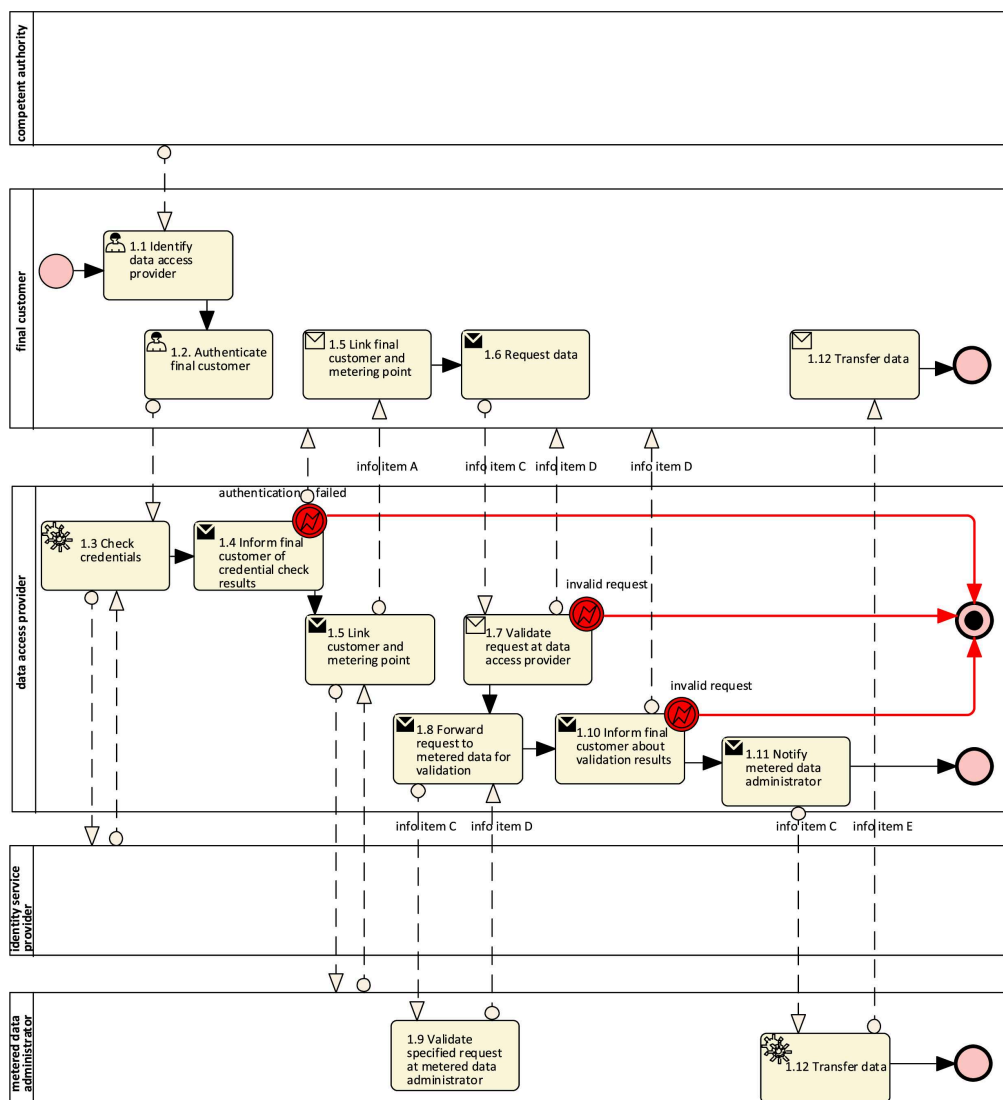 competent authority
final customer
1.1 Identify
data access
provider
1.2. Authenticate
final customer
1.5 Link final
customer and
metering point
1.6 Request data
1.12 Transfer data
info item A
info item C
info item D
info item D
data access provider
authentication failed
1.3 Check
credentials
1.4 Inform final
customer of
credential check
results
invalid request
1.5 Link
customer and
metering point
1.7 Validate
request at data
access provider
invalid request
1.8 Forward
request to
metered data for
validation
1.10 Inform final
customer about
validation results
1.11 Notify
metered data
administrator
info item C
info item D
info item C
info item E
identity service
provider
metered data
administrator
1.9 Validate
specified request
at metered data
administrator
1.12 Transfer data